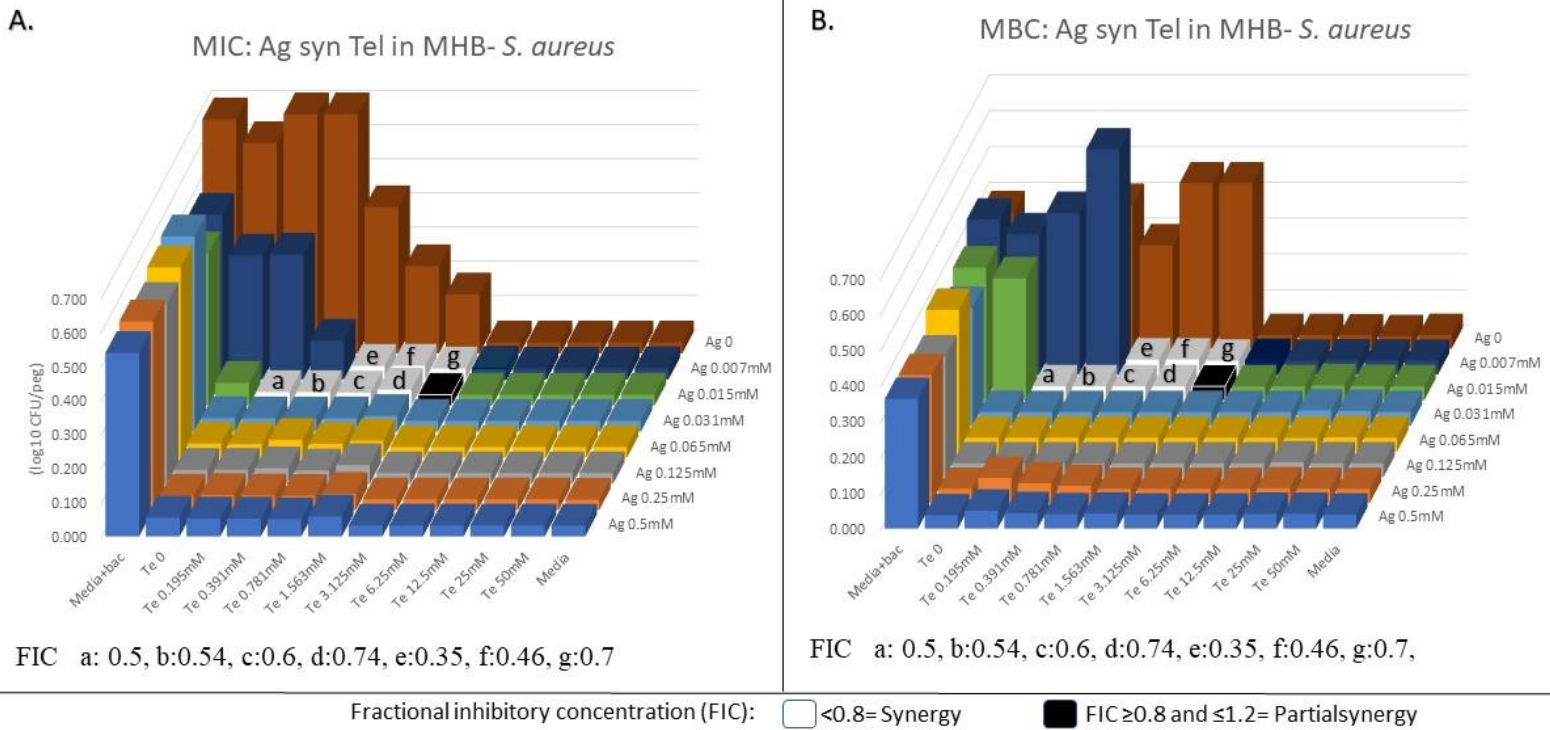 A.
MIC: Ag syn Tel in MHB- S. aureus
0.700
0.600
0.500
0.400
0.300
0.200
0.100
0.000
(log10 CFU/peg)
a b c d e f g
Ag 0
Ag 0.007mM
Ag 0.015mM
Ag 0.031mM
Ag 0.065mM
Ag 0.125mM
Ag 0.25mM
Ag 0.5mM
Media+bac
Te 0
Te 0.195mM
Te 0.391mM
Te 0.781mM
Te 1.563mM
Te 3.125mM
Te 6.25mM
Te 12.5mM
Te 25mM
Te 50mM
Media
FIC a: 0.5, b:0.54, c:0.6, d:0.74, e:0.35, f:0.46, g:0.7
B.
MBC: Ag syn Tel in MHB- S. aureus
0.700
0.600
0.500
0.400
0.300
0.200
0.100
0.000
a b c d e f g
Ag 0
Ag 0.007mM
Ag 0.015mM
Ag 0.031mM
Ag 0.065mM
Ag 0.125mM
Ag 0.25mM
Ag 0.5mM
Media+bac
Te 0
Te 0.195mM
Te 0.391mM
Te 0.781mM
Te 1.563mM
Te 3.125mM
Te 6.25mM
Te 12.5mM
Te 25mM
Te 50mM
Media
FIC a: 0.5, b:0.54, c:0.6, d:0.74, e:0.35, f:0.46, g:0.7,
Fractional inhibitory concentration (FIC): <0.8= Synergy FIC ≥0.8 and ≤1.2= Partialsynergy